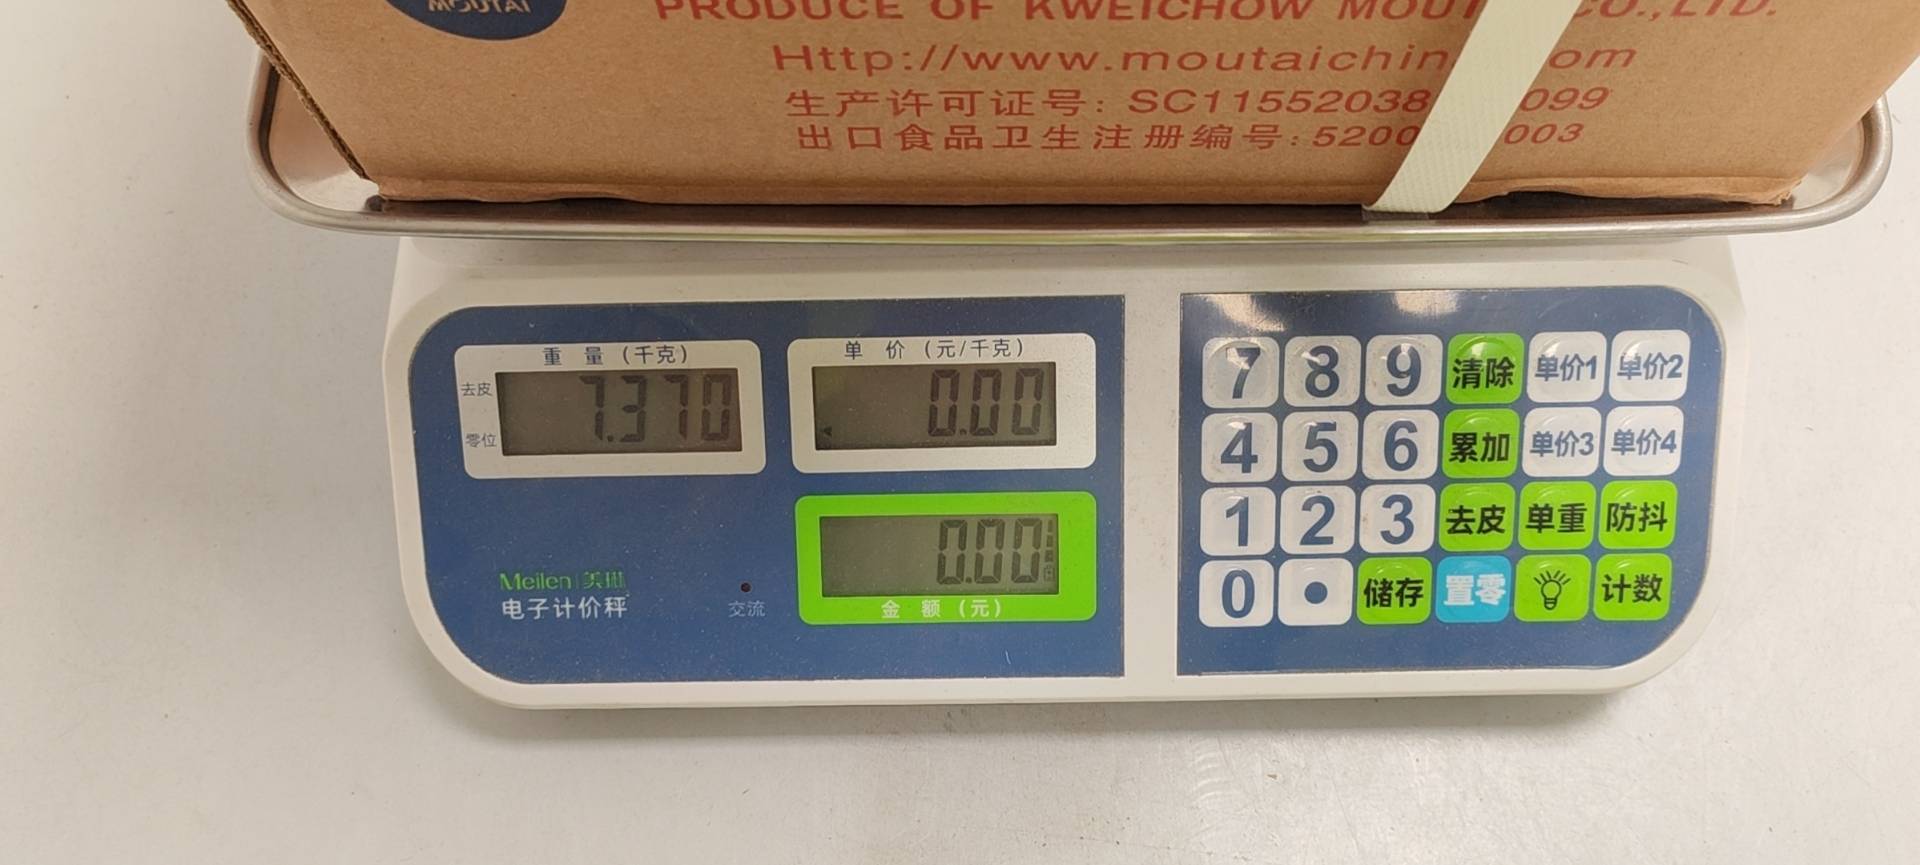 MOUTAI
PRODUCE OF KWEICHOW MOUT CO.,LTD.
Http://www.moutaichin om
生产许可证号: SC11552038 099
出口食品卫生注册编号:5200 003
重 量 (千克)
去皮
7.370
零位
单 价 (元/千克)
0.00
0.00
金 额 (元)
Meilen 美琳
电子计价秤
交流
7 8 9 清除 单价1 单价2
4 5 6 累加 单价3 单价4
1 2 3 去皮 单重 防抖
0 • 储存 置零 计数